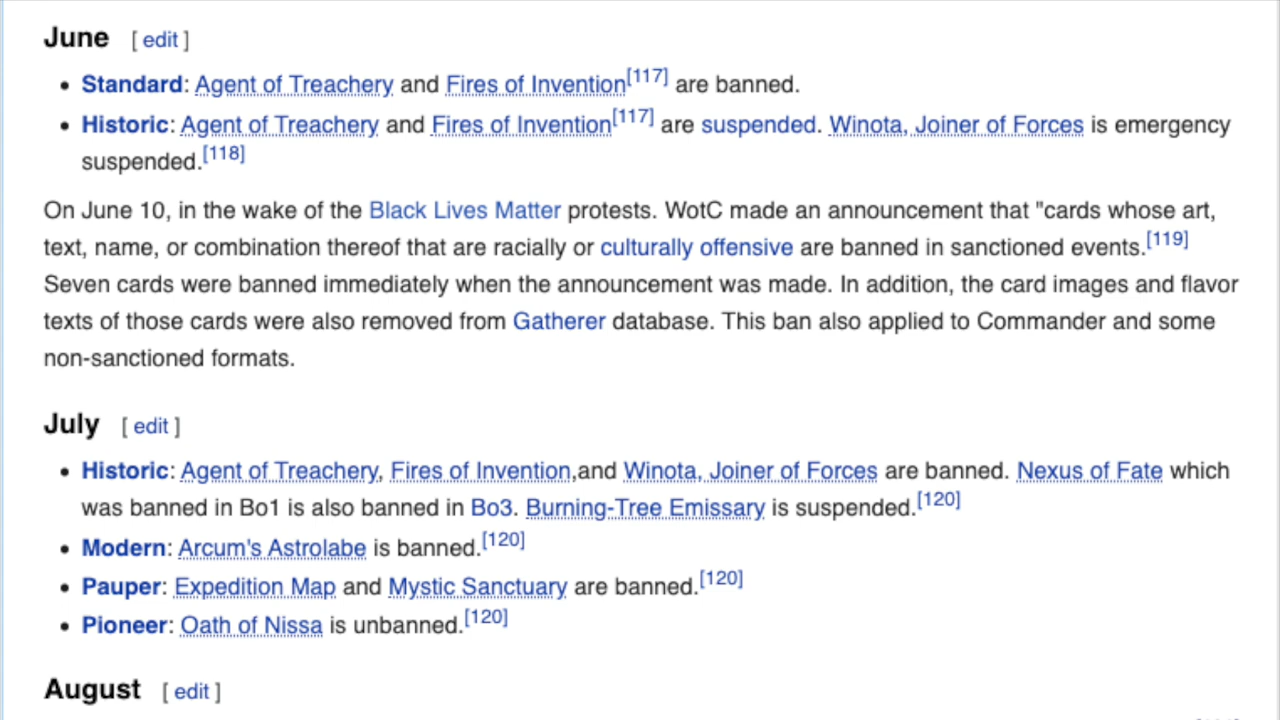 June [ edit ]
• Standard: Agent of Treachery and Fires of Invention[117] are banned.
• Historic: Agent of Treachery and Fires of Invention[117] are suspended. Winota, Joiner of Forces is emergency
suspended.[118]
On June 10, in the wake of the Black Lives Matter protests. WotC made an announcement that "cards whose art,
text, name, or combination thereof that are racially or culturally offensive are banned in sanctioned events.[119]
Seven cards were banned immediately when the announcement was made. In addition, the card images and flavor
texts of those cards were also removed from Gatherer database. This ban also applied to Commander and some
non-sanctioned formats.
July [ edit ]
• Historic: Agent of Treachery, Fires of Invention,and Winota, Joiner of Forces are banned. Nexus of Fate which
was banned in Bo1 is also banned in Bo3. Burning-Tree Emissary is suspended.[120]
• Modern: Arcum's Astrolabe is banned.[120]
• Pauper: Expedition Map and Mystic Sanctuary are banned.[120]
• Pioneer: Oath of Nissa is unbanned.[120]
August [ edit ]